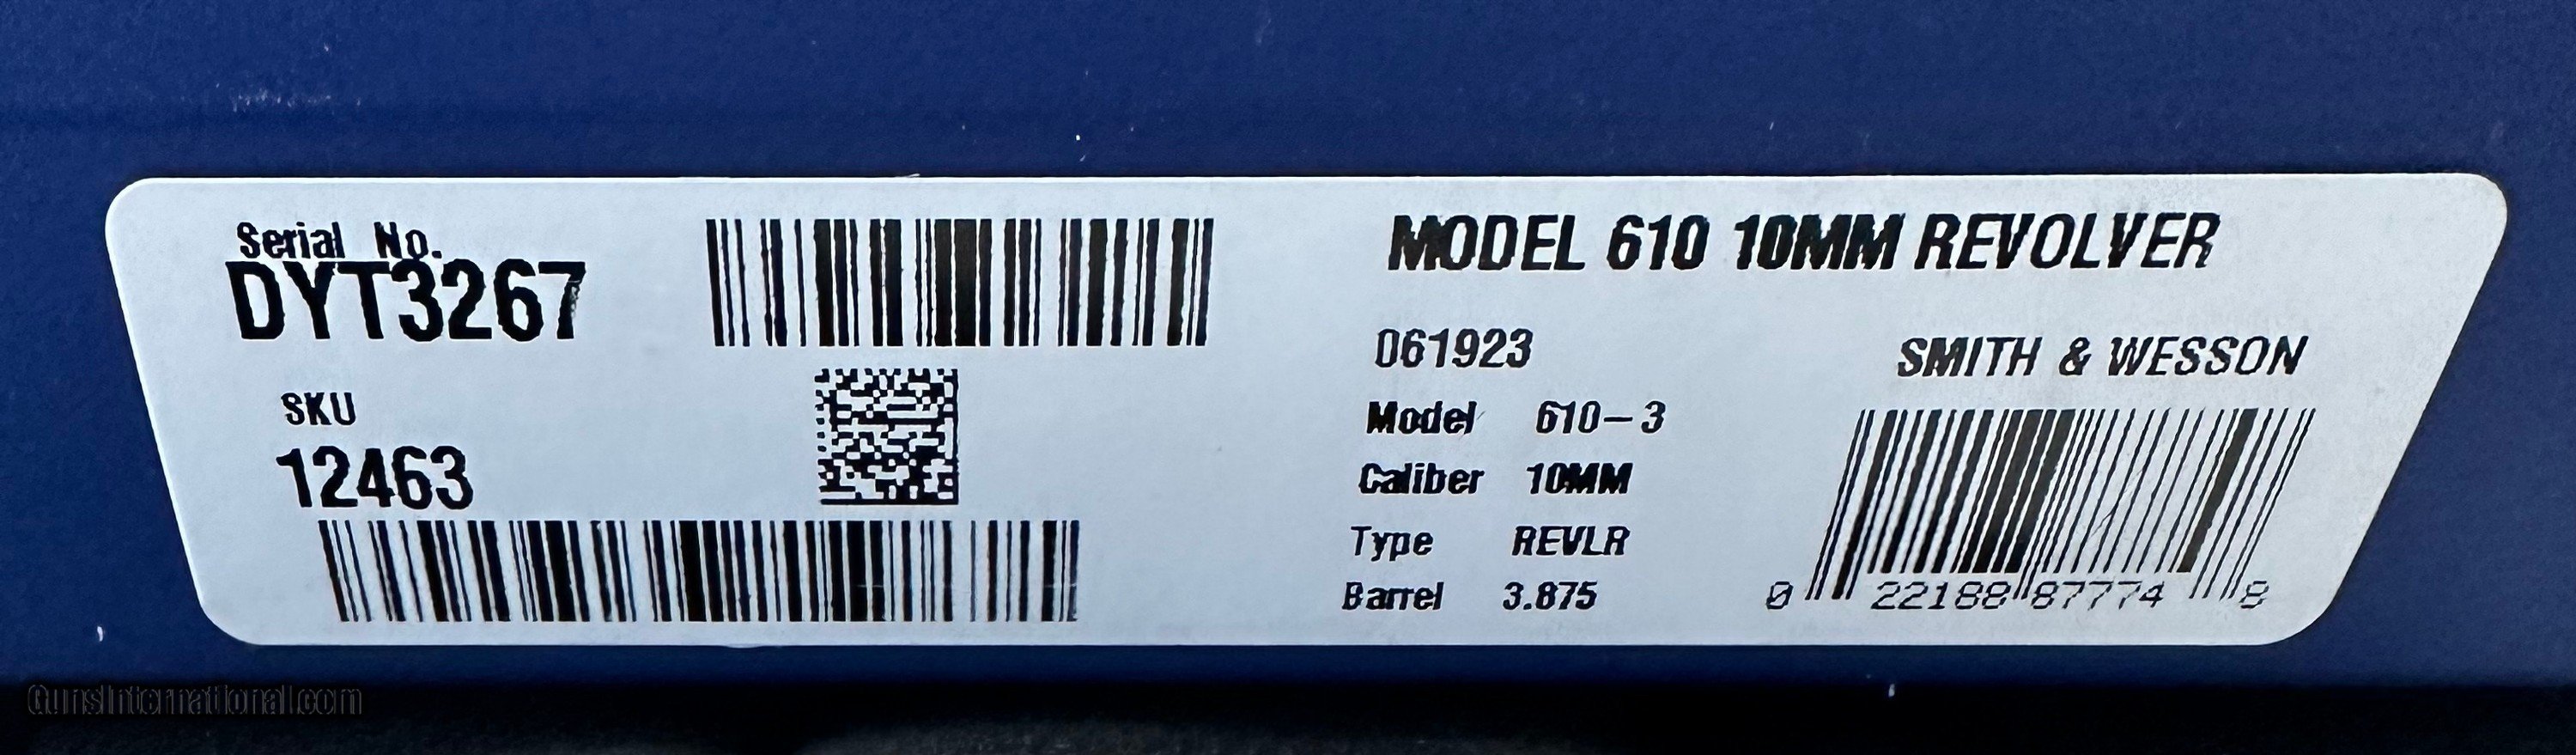 Serial No.
DYT3267
SKU
12463
MODEL 610 10MM REVOLVER
061923
SMITH & WESSON
Model 610-3
Caliber 10MM
Type REVLR
Barrel 3.875
0 22188 87774 8
GunsInternational.com